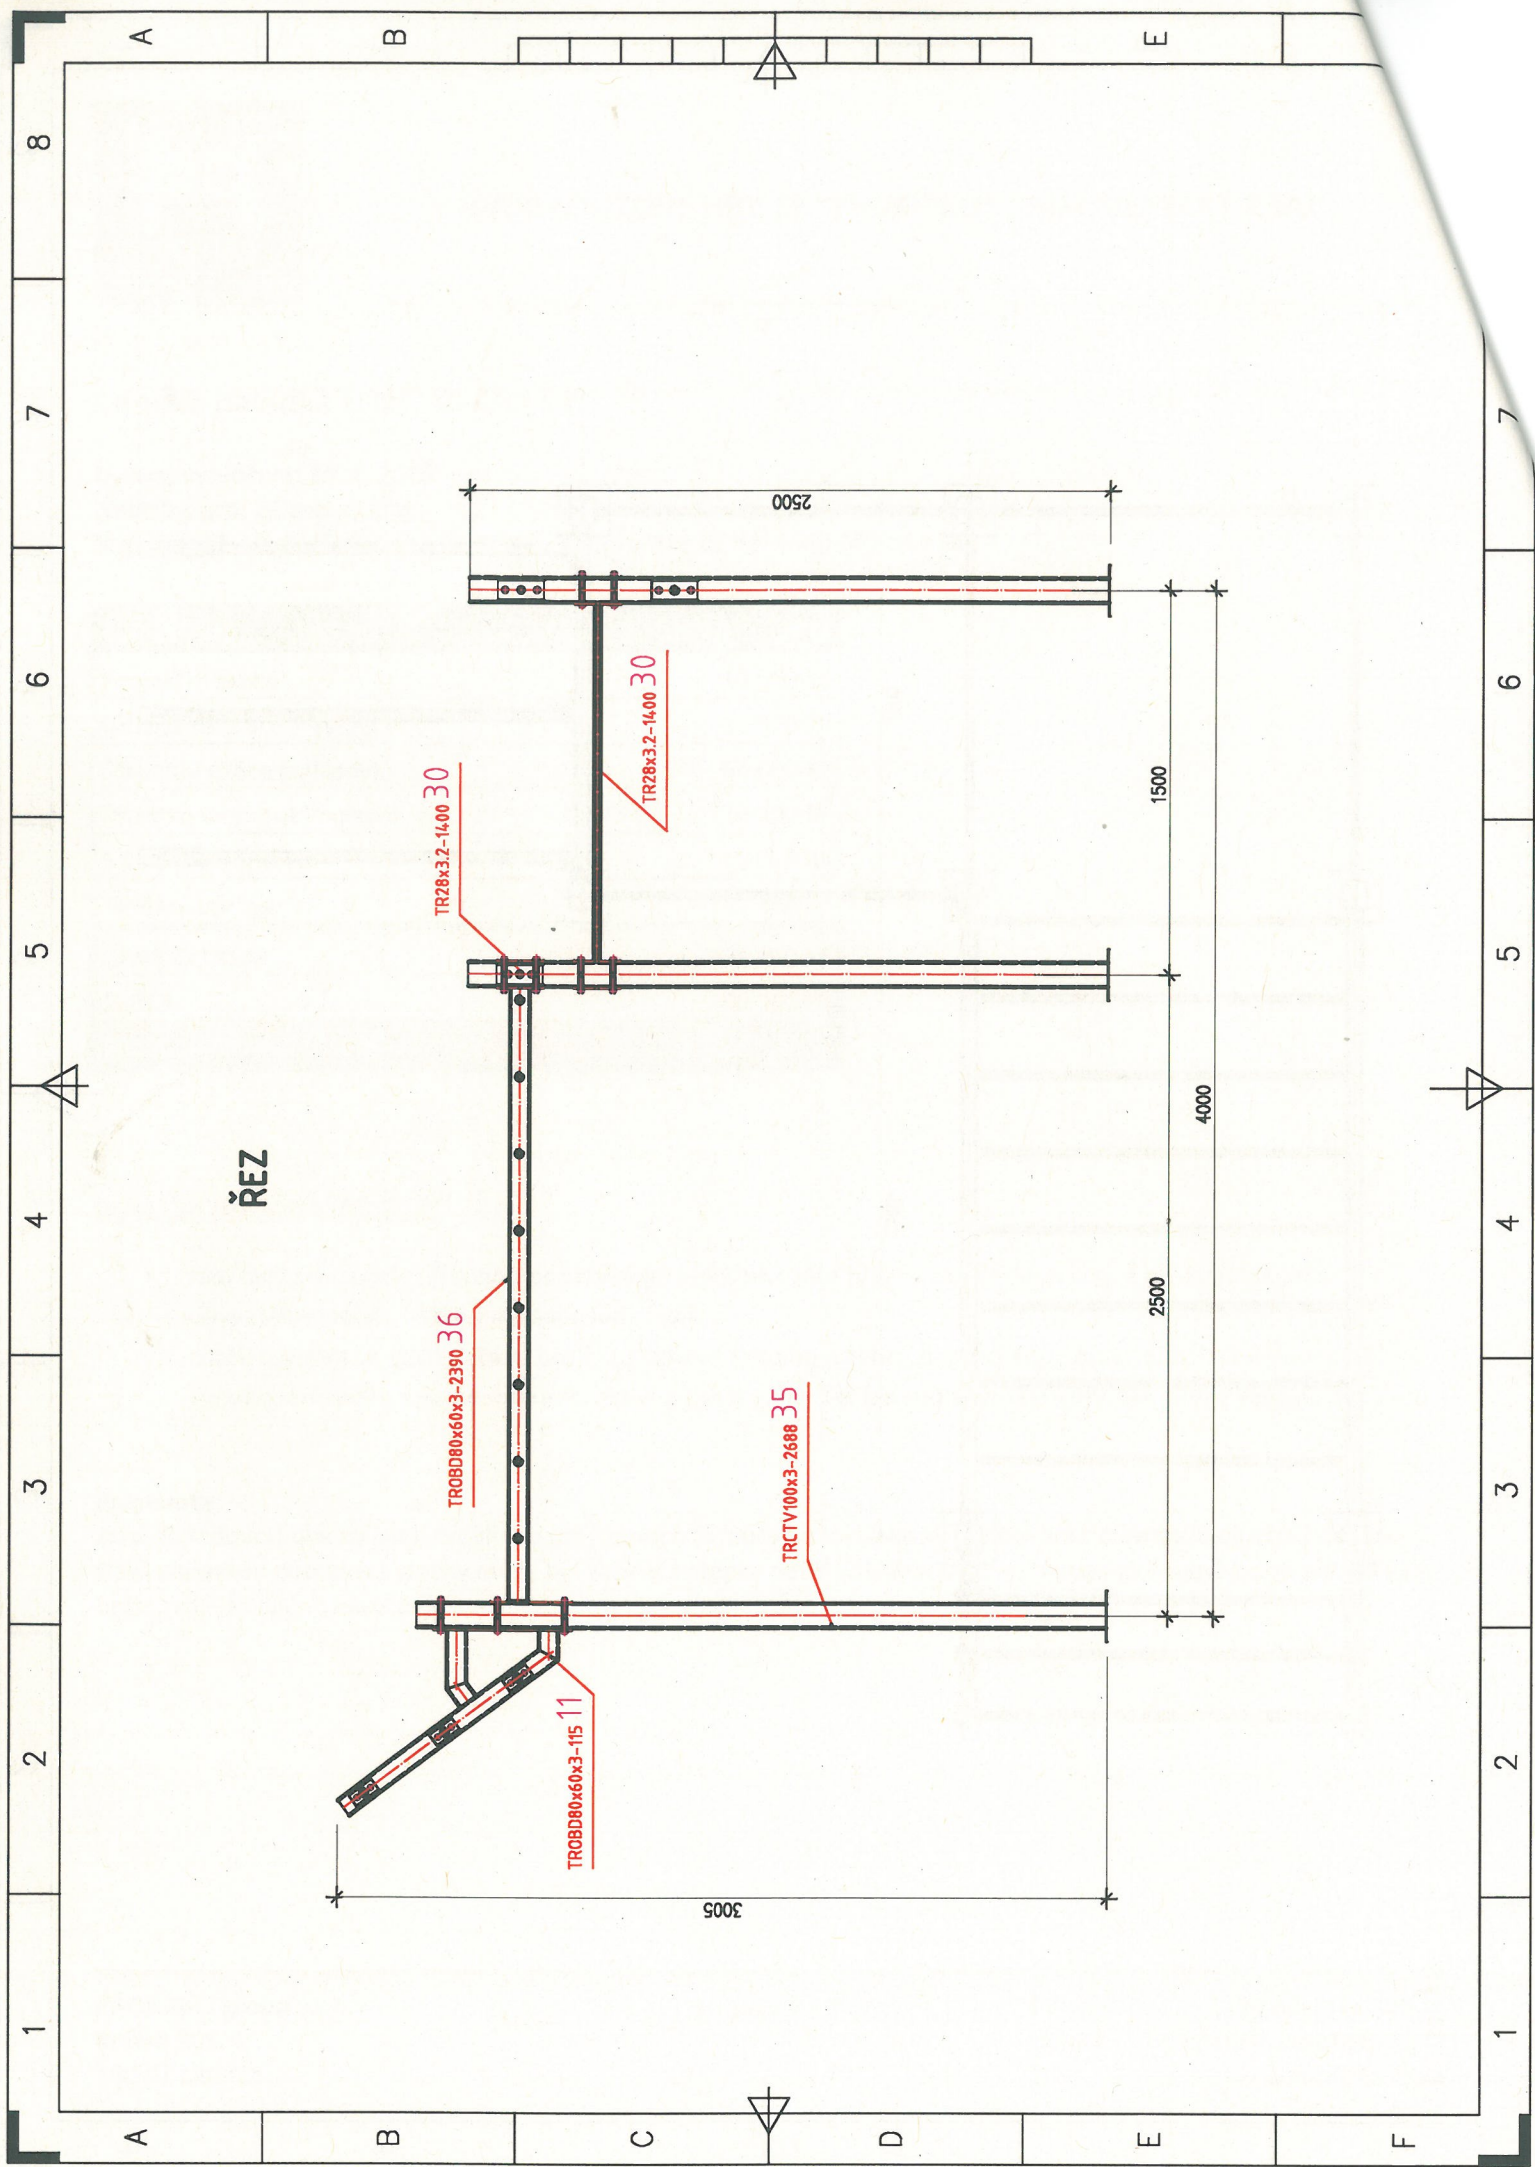 1 2 3 4 5 6 7 8
A A
ŘEZ
B B
TR28x3.2-1400 30
TROBD80x60x3-2390 36
TROBD80x60x3-115 11
TR28x3.2-1400 30
C
TRCTV100x3-2688 35
3005
2500
D
2500 1500
4000
E E
F
1 2 3 4 5 6 7